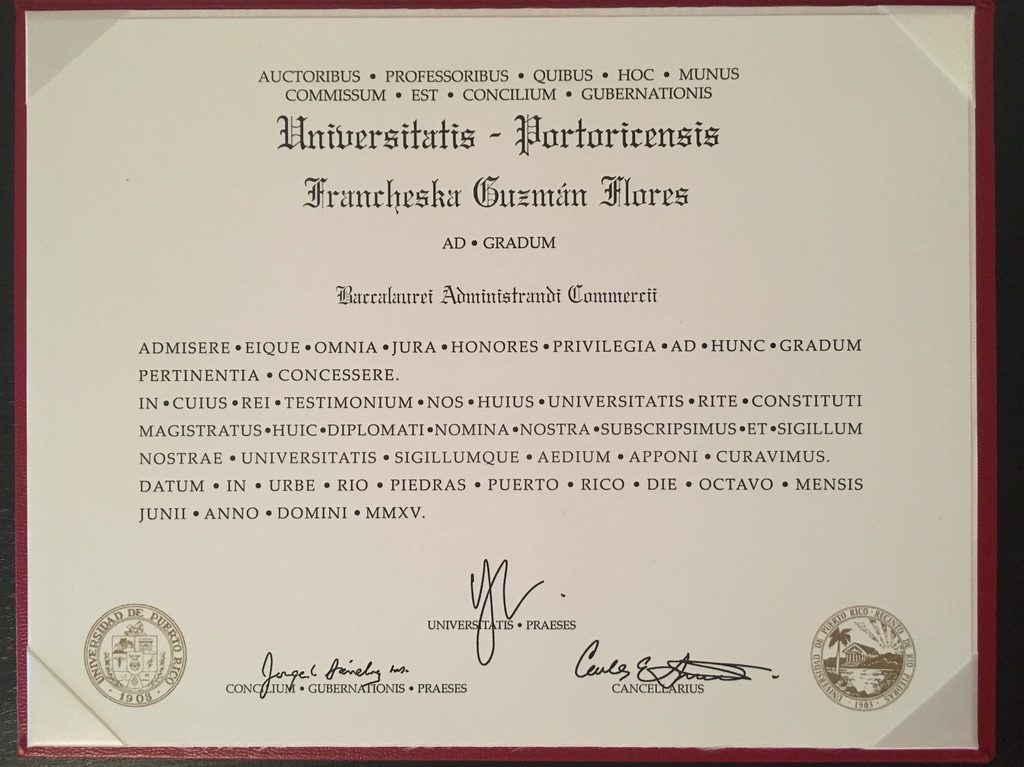 AUCTORIBUS • PROFESSORIBUS • QUIBUS • HOC • MUNUS
COMMISSUM • EST • CONCILIUM • GUBERNATIONIS
Universitatis - Portoricensis
Francheska Guzmán Flores
AD • GRADUM
Baccalaurei Administrandi Commercii
ADMISERE • EIQUE • OMNIA • JURA • HONORES • PRIVILEGIA • AD • HUNC • GRADUM
PERTINENTIA • CONCESSERE.
IN • CUIUS • REI • TESTIMONIUM • NOS • HUIUS • UNIVERSITATIS • RITE • CONSTITUTI
MAGISTRATUS • HUIC • DIPLOMATI • NOMINA • NOSTRA • SUBSCRIPSIMUS • ET • SIGILLUM
NOSTRAE • UNIVERSITATIS • SIGILLUMQUE • AEDIUM • APPONI • CURAVIMUS.
DATUM • IN • URBE • RIO • PIEDRAS • PUERTO • RICO • DIE • OCTAVO • MENSIS
JUNII • ANNO • DOMINI • MMXV.
UNIVERSITATIS • PRAESES
CONCILIUM • GUBERNATIONIS • PRAESES
CANCELLARIUS
UNIVERSIDAD DE PUERTO RICO
• 1903 •
UNIVERSIDAD DE PUERTO RICO • RECINTO DE RIO PIEDRAS
• 1903 •